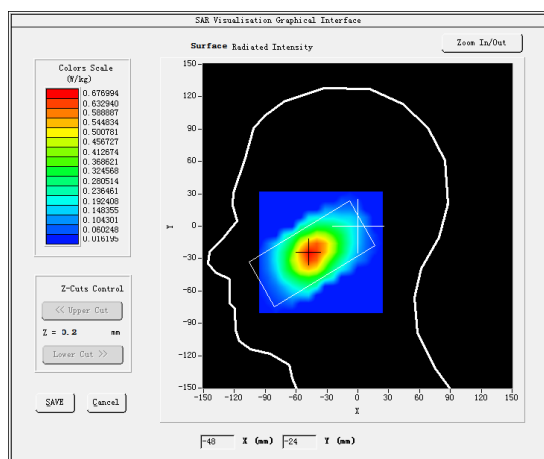 SAR Visualisation Graphical Interface
Surface Radiated Intensity
Zoom In/Out
Colors Scale
(W/kg)
0.676994
0.632940
0.588887
0.544834
0.500781
0.456727
0.412674
0.368621
0.324568
0.280514
0.236461
0.192408
0.148355
0.104301
0.060248
0.016195
Z-Cuts Control
<< Upper Cut
Z = 0.2 mm
Lower Cut >>
SAVE
Cancel
150
120
90
60
30
0
-30
-60
-90
-120
-150
Y
-150 -120 -90 -60 -30 0 30 60 90 120 150
X
-48 X (mm) -24 Y (mm)